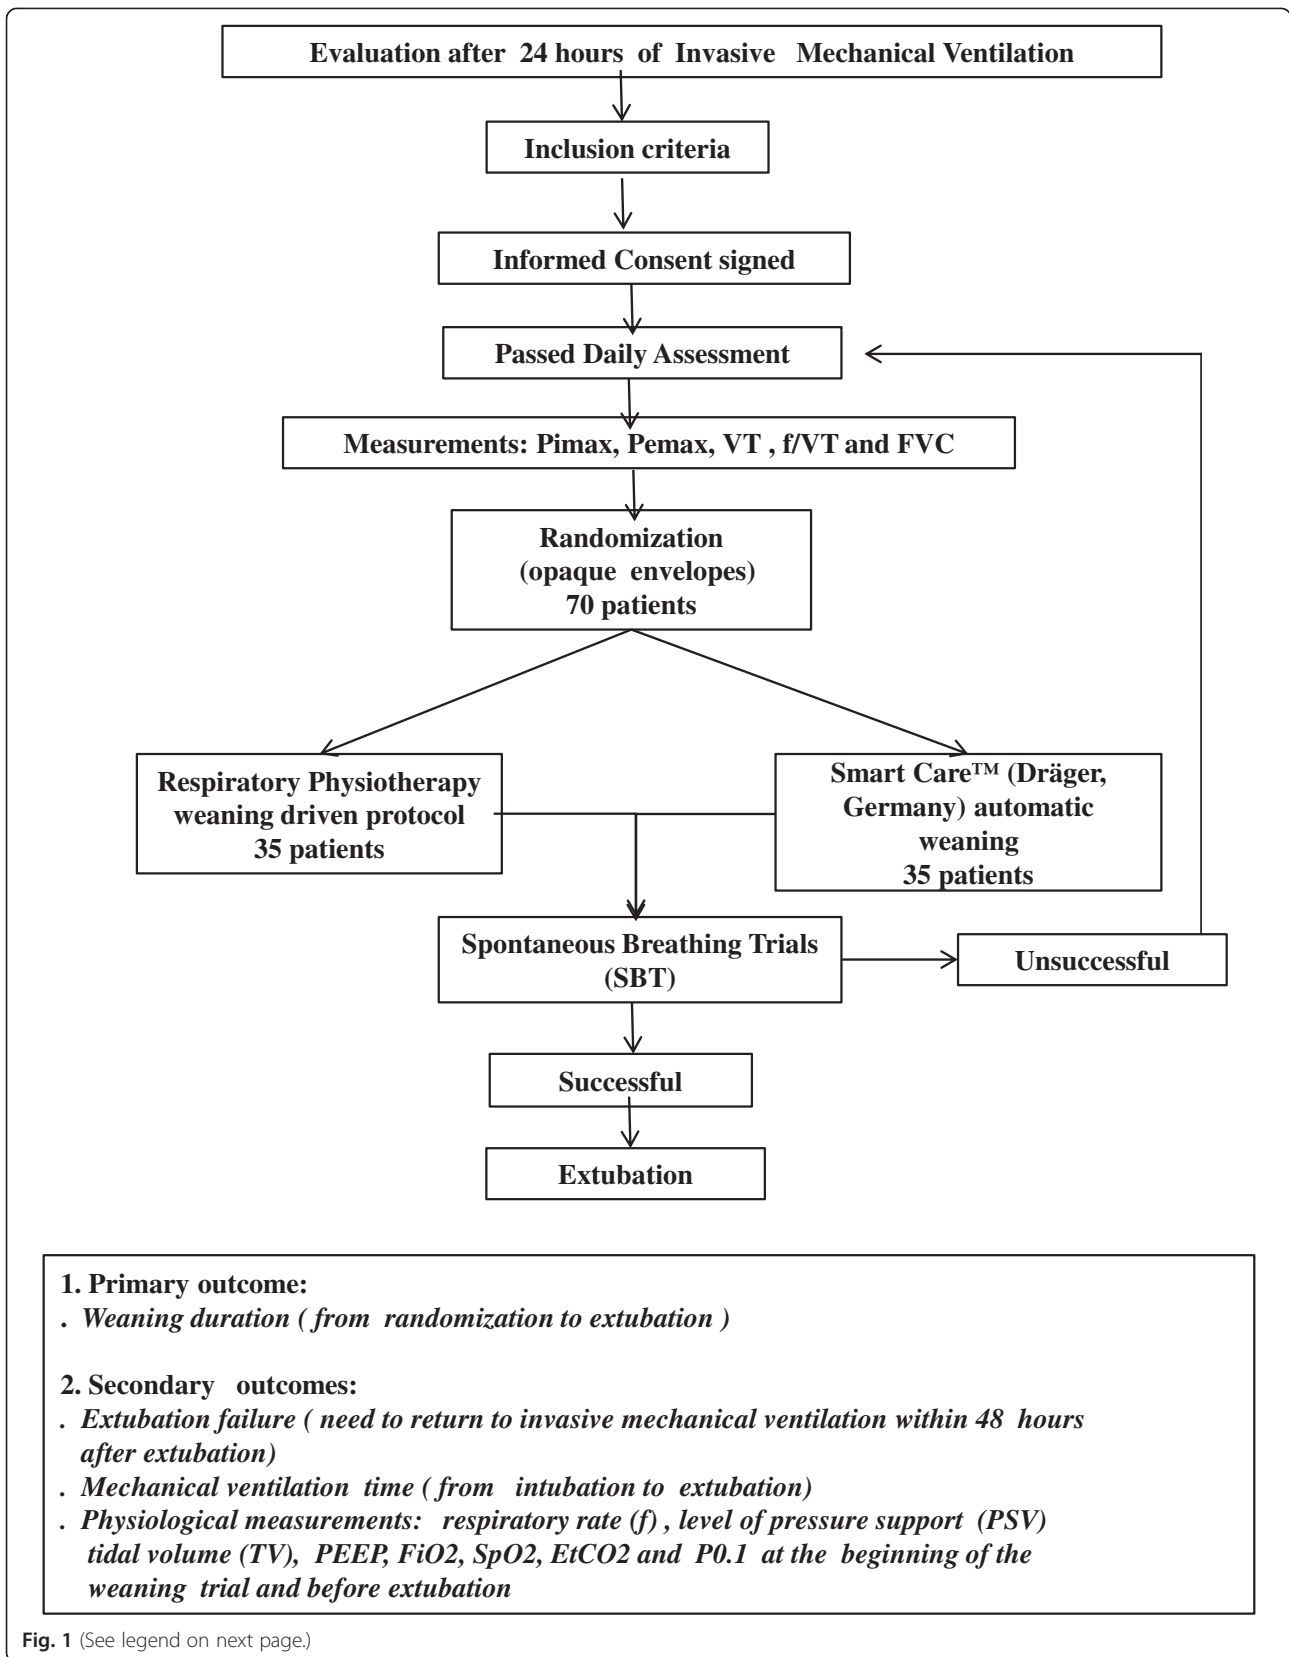 Evaluation after 24 hours of Invasive Mechanical Ventilation
Inclusion criteria
Informed Consent signed
Passed Daily Assessment
Measurements: Pimax, Pemax, VT , f/VT and FVC
Randomization
(opaque envelopes)
70 patients
Respiratory Physiotherapy
weaning driven protocol
35 patients
Smart Care™ (Dräger,
Germany) automatic
weaning
35 patients
Spontaneous Breathing Trials
(SBT)
Unsuccessful
Successful
Extubation
1. Primary outcome:
. Weaning duration ( from randomization to extubation )
2. Secondary outcomes:
. Extubation failure ( need to return to invasive mechanical ventilation within 48 hours
after extubation)
. Mechanical ventilation time ( from intubation to extubation)
. Physiological measurements: respiratory rate (f) , level of pressure support (PSV)
tidal volume (TV), PEEP, FiO2, SpO2, EtCO2 and P0.1 at the beginning of the
weaning trial and before extubation
Fig. 1 (See legend on next page.)